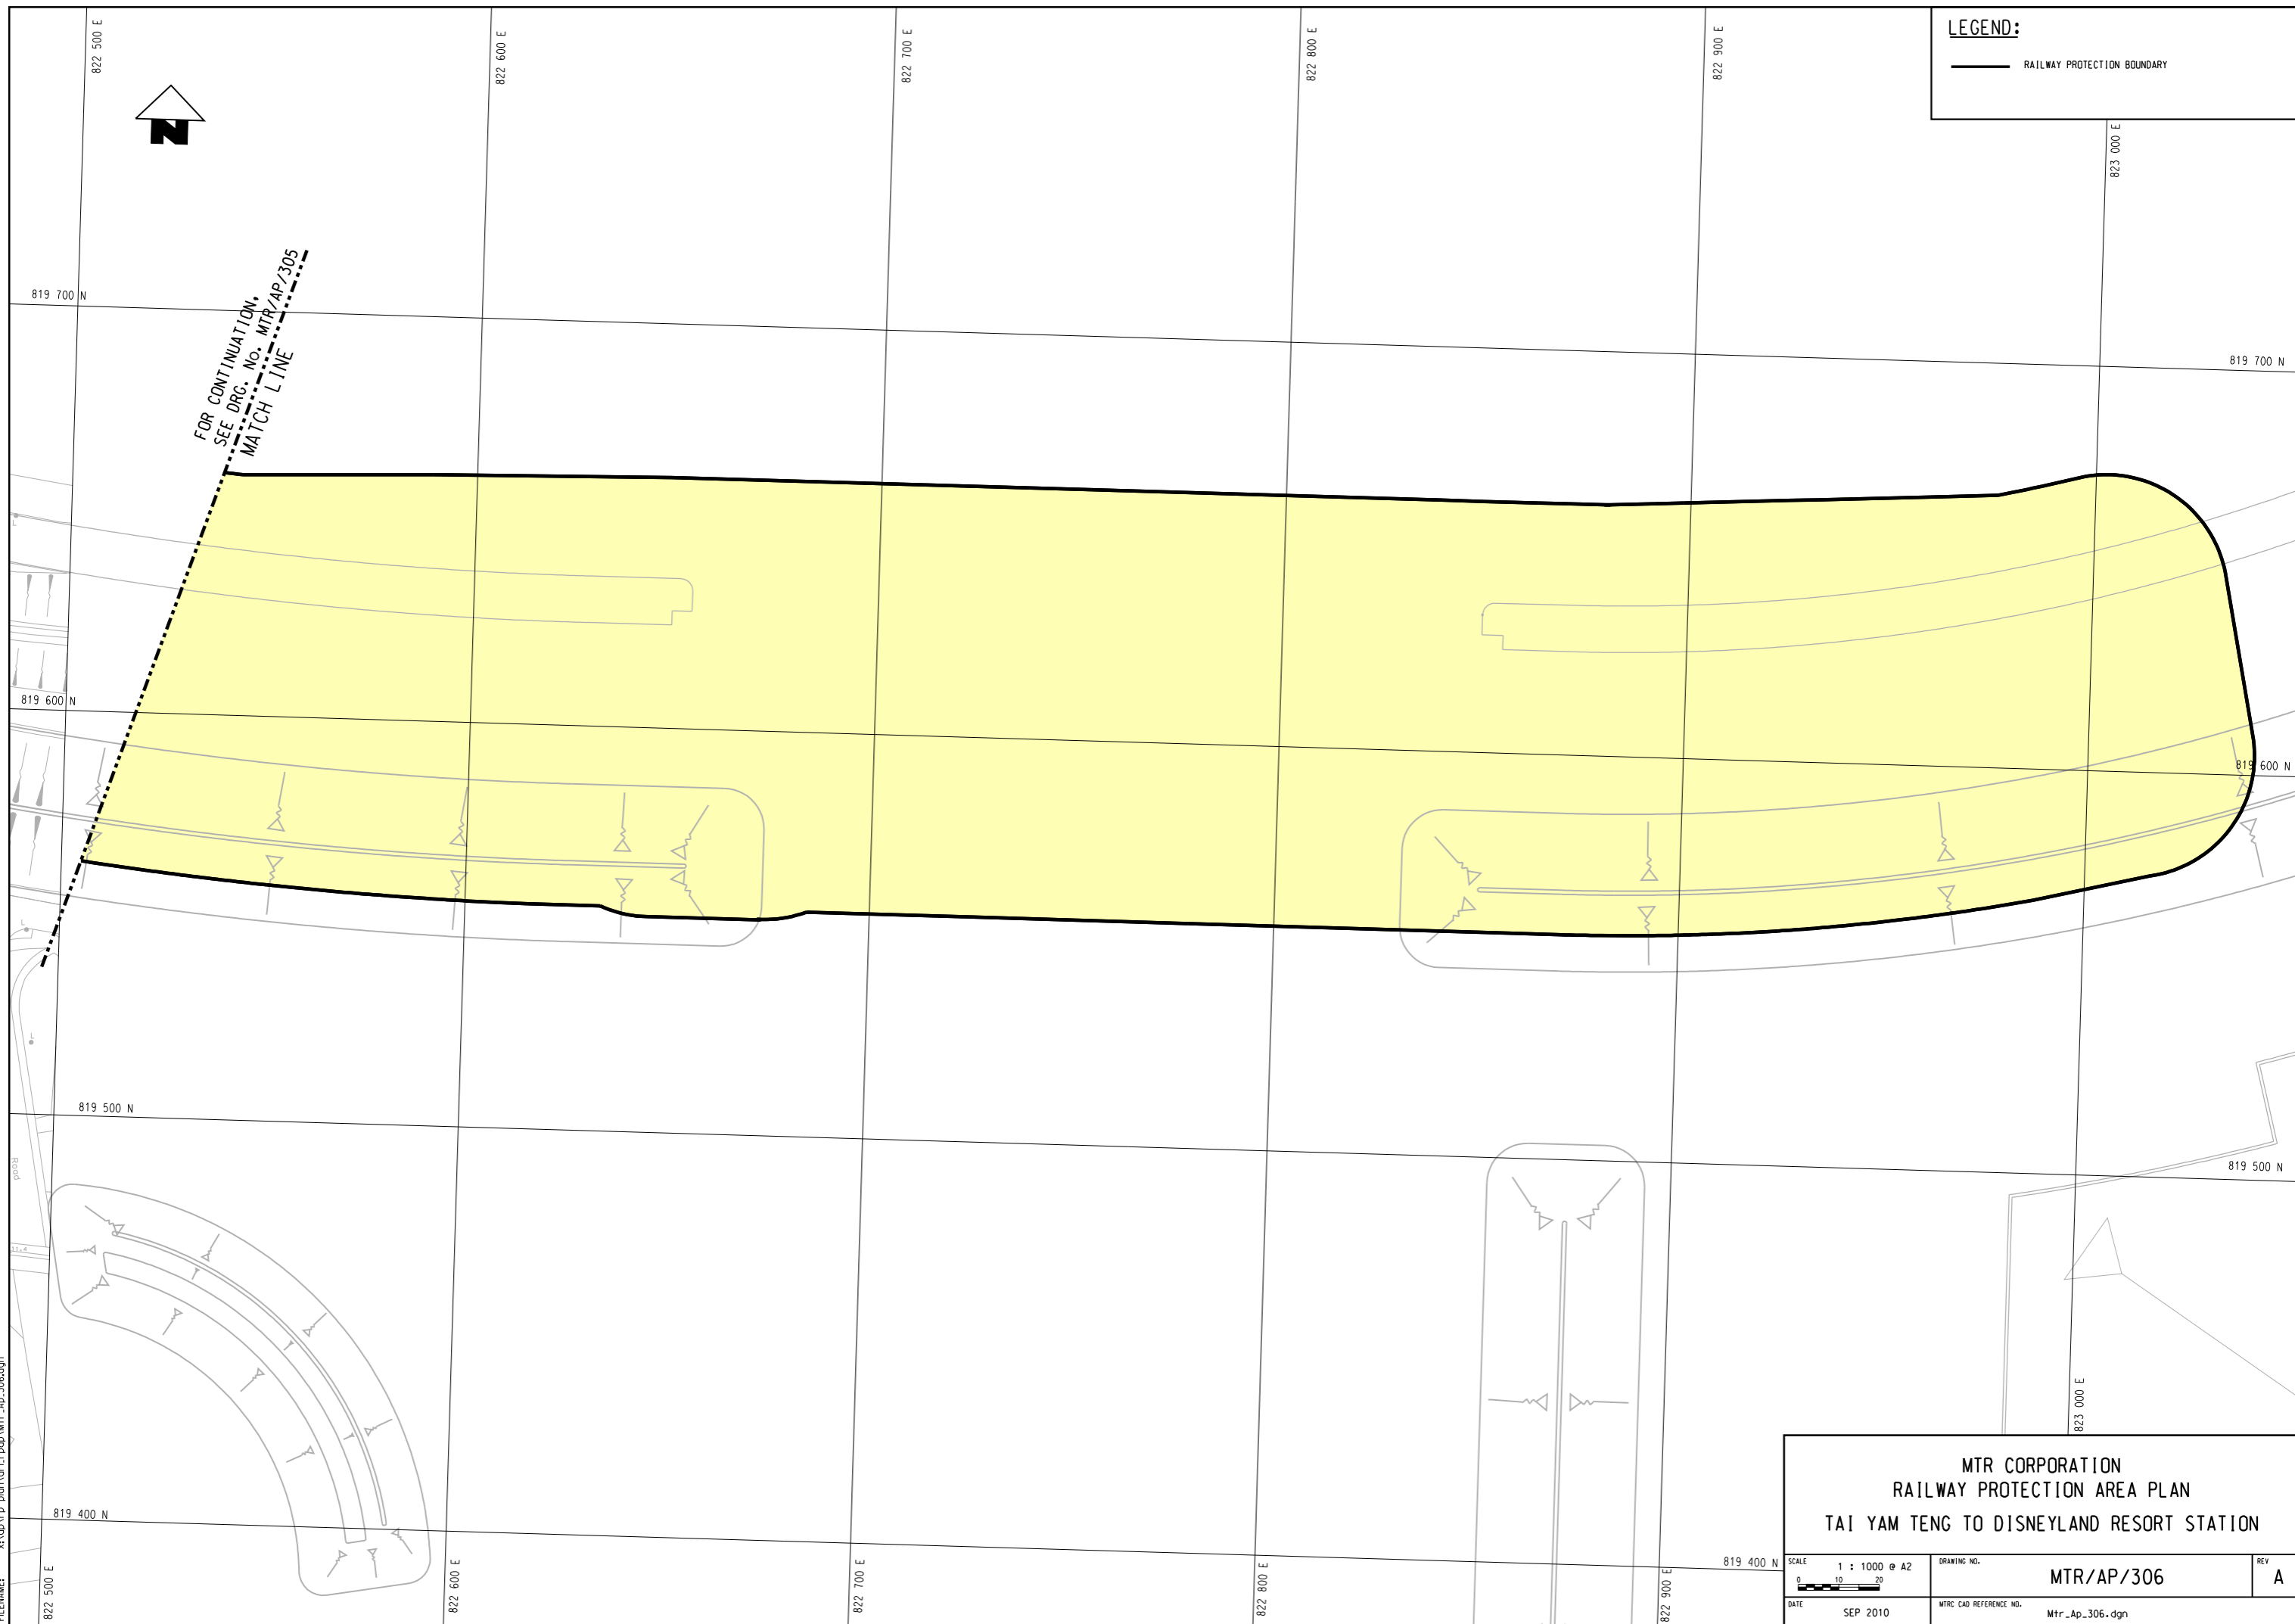 822 500 E
822 600 E
822 700 E
822 800 E
822 900 E
LEGEND:
RAILWAY PROTECTION BOUNDARY
823 000 E
N
FOR CONTINUATION,
SEE DRG. No. MTR/AP/305
MATCH LINE
819 700 N
819 700 N
L
819 600 N
819 600 N
L
L
819 500 N
819 500 N
Road
819 400 N
819 400 N
822 500 E
822 600 E
822 700 E
822 800 E
822 900 E
823 000 E
FILENAME:
MTR CORPORATION
RAILWAY PROTECTION AREA PLAN
TAI YAM TENG TO DISNEYLAND RESORT STATION
SCALE
1 : 1000 @ A2
0 10 20
DRAWING NO.
MTR/AP/306
REV
A
DATE
SEP 2010
MTRC CAD REFERENCE NO.
Mtr_Ap_306.dgn